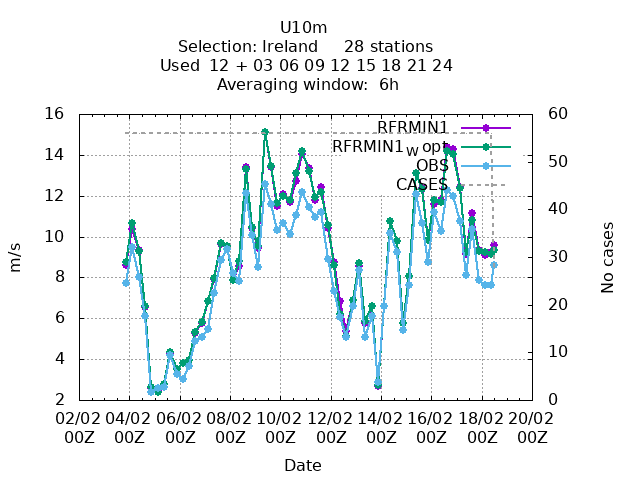 U10m
Selection: Ireland 28 stations
Used 12 + 03 06 09 12 15 18 21 24
Averaging window: 6h
16 60
RFRMIN1
14 50
RFRMIN1_W opt
OBS
CASES
12 40
10 30
m/s
No cases
8 20
6
4 10
2 0
02/02 04/02 06/02 08/02 10/02 12/02 14/02 16/02 18/02 20/02
00Z 00Z 00Z 00Z 00Z 00Z 00Z 00Z 00Z 00Z
Date